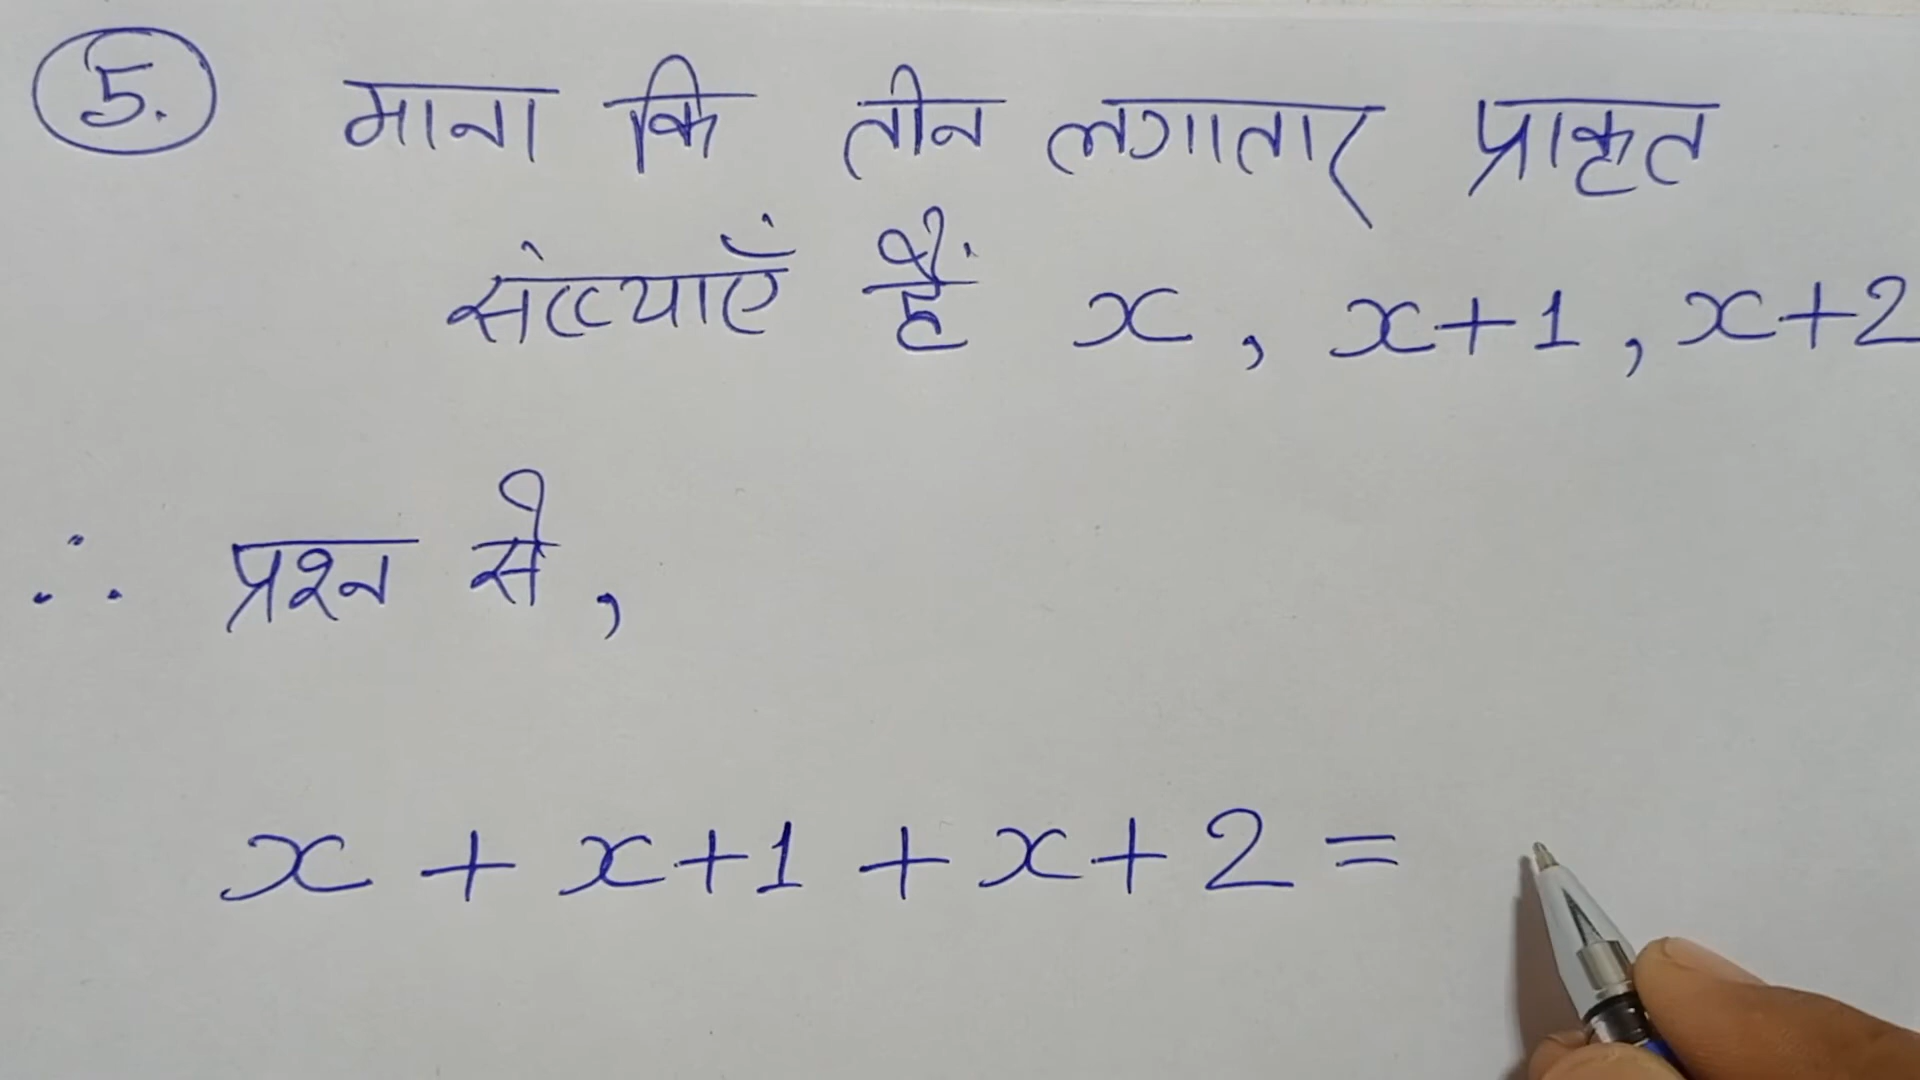 5. माना कि तीन लगातार प्राकृत
संख्याएँ हैं x, x+1, x+2
∴ प्रश्न से,
x + x+1 + x+2 =